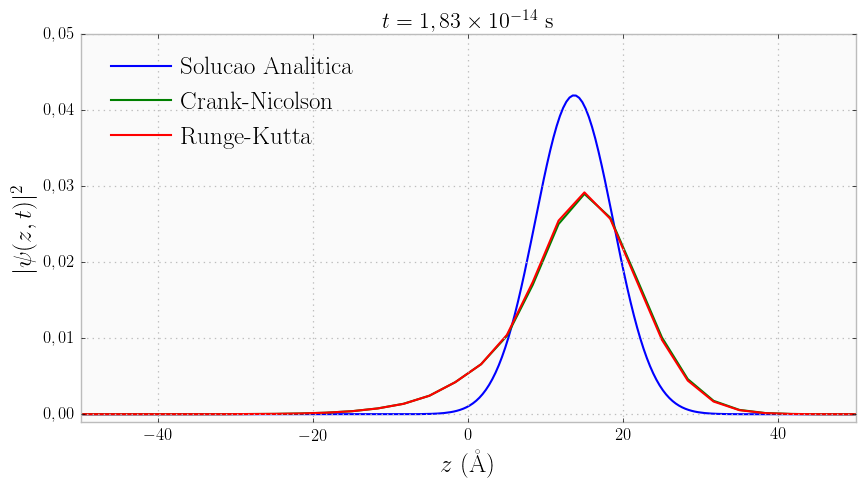 t = 1,83 × 10⁻¹⁴ s
Solucao Analitica
Crank-Nicolson
Runge-Kutta
|ψ(z, t)|²
0,05
0,04
0,03
0,02
0,01
0,00
−40 −20 0 20 40
z (Å)